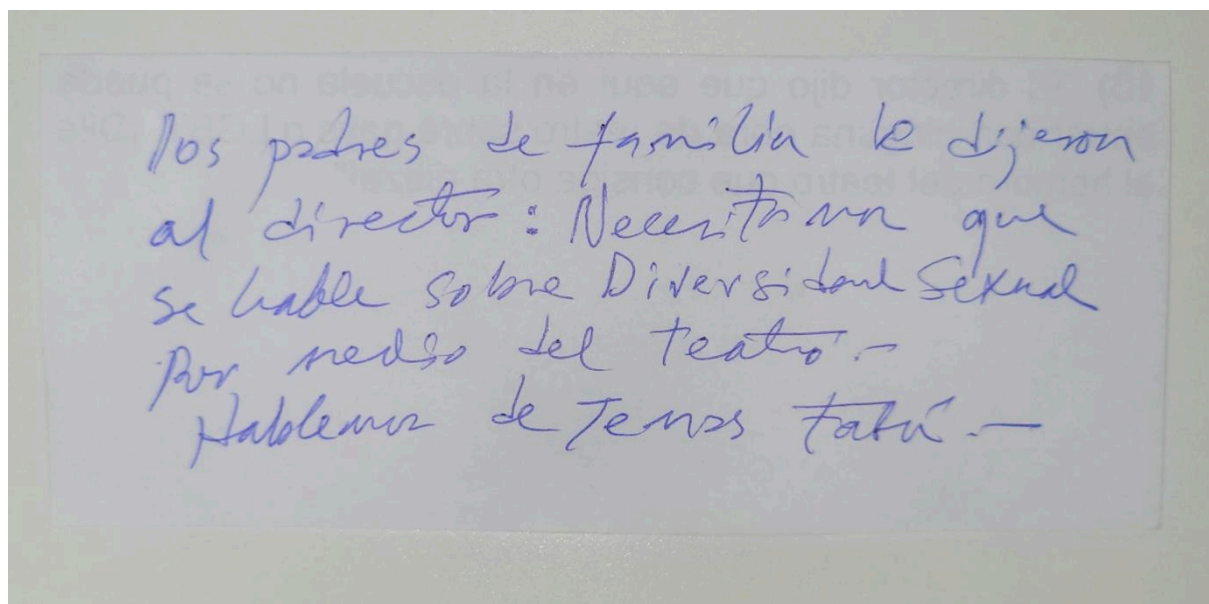 los padres de familia le dijeron
al director: Necesitamos que
se hable sobre Diversidad Sexual
Por medio del teatro.-
Hablemos de Temas Tabú.-